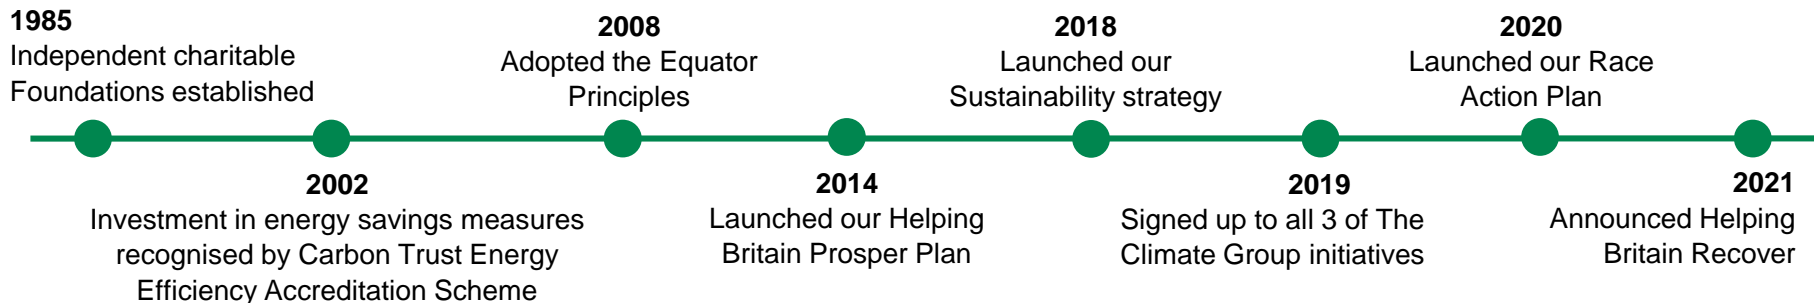 1985
Independent charitable
Foundations established
2002
Investment in energy savings measures
recognised by Carbon Trust Energy
Efficiency Accreditation Scheme
2008
Adopted the Equator
Principles
2014
Launched our Helping
Britain Prosper Plan
2018
Launched our
Sustainability strategy
2019
Signed up to all 3 of The
Climate Group initiatives
2020
Launched our Race
Action Plan
2021
Announced Helping
Britain Recover